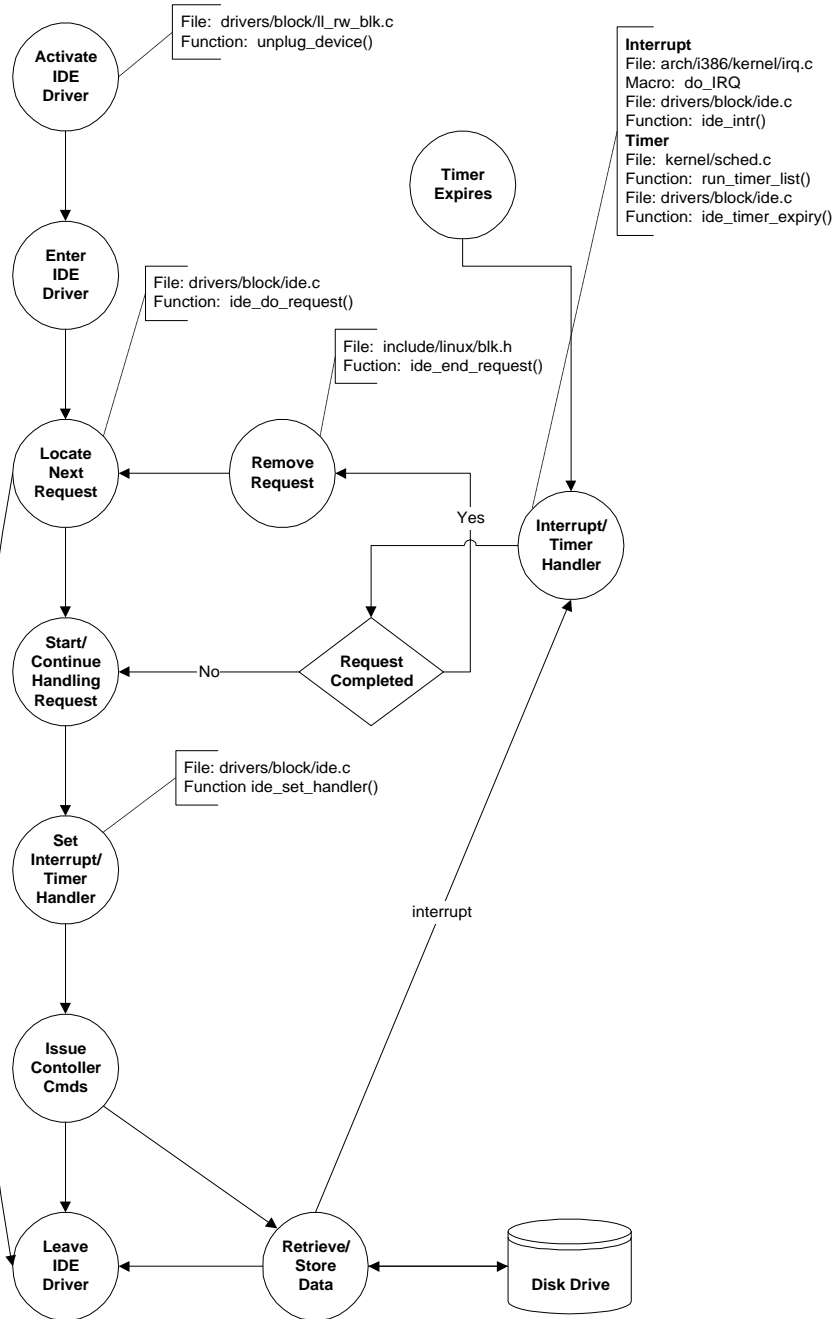 File: drivers/block/ll_rw_blk.c
Function: unplug_device()
Activate
IDE
Driver
Interrupt
File: arch/i386/kernel/irq.c
Macro: do_IRQ
File: drivers/block/ide.c
Function: ide_intr()
Timer
File: kernel/sched.c
Function: run_timer_list()
File: drivers/block/ide.c
Function: ide_timer_expiry()
Timer
Expires
Enter
IDE
Driver
File: drivers/block/ide.c
Function: ide_do_request()
File: include/linux/blk.h
Fuction: ide_end_request()
Locate
Next
Request
Remove
Request
Yes
Interrupt/
Timer
Handler
Start/
Continue
Handling
Request
No
Request
Completed
File: drivers/block/ide.c
Function ide_set_handler()
Set
Interrupt/
Timer
Handler
interrupt
Issue
Contoller
Cmds
Leave
IDE
Driver
Retrieve/
Store
Data
Disk Drive